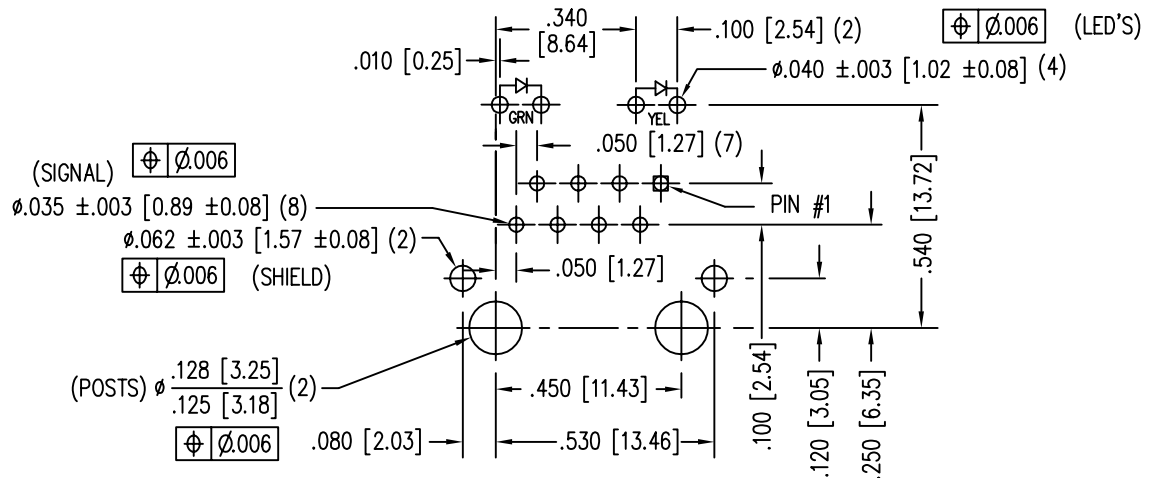 .340
[8.64]
.100 [2.54] (2)
⌖ Ø.006 (LED'S)
.010 [0.25]
Ø.040 ±.003 [1.02 ±0.08] (4)
GRN
YEL
.050 [1.27] (7)
(SIGNAL) ⌖ Ø.006
Ø.035 ±.003 [0.89 ±0.08] (8)
PIN #1
.540 [13.72]
Ø.062 ±.003 [1.57 ±0.08] (2)
.050 [1.27]
⌖ Ø.006 (SHIELD)
(POSTS) Ø .128 [3.25] (2)
.125 [3.18]
⌖ Ø.006
.450 [11.43]
.080 [2.03]
.530 [13.46]
.100 [2.54]
.120 [3.05]
.250 [6.35]